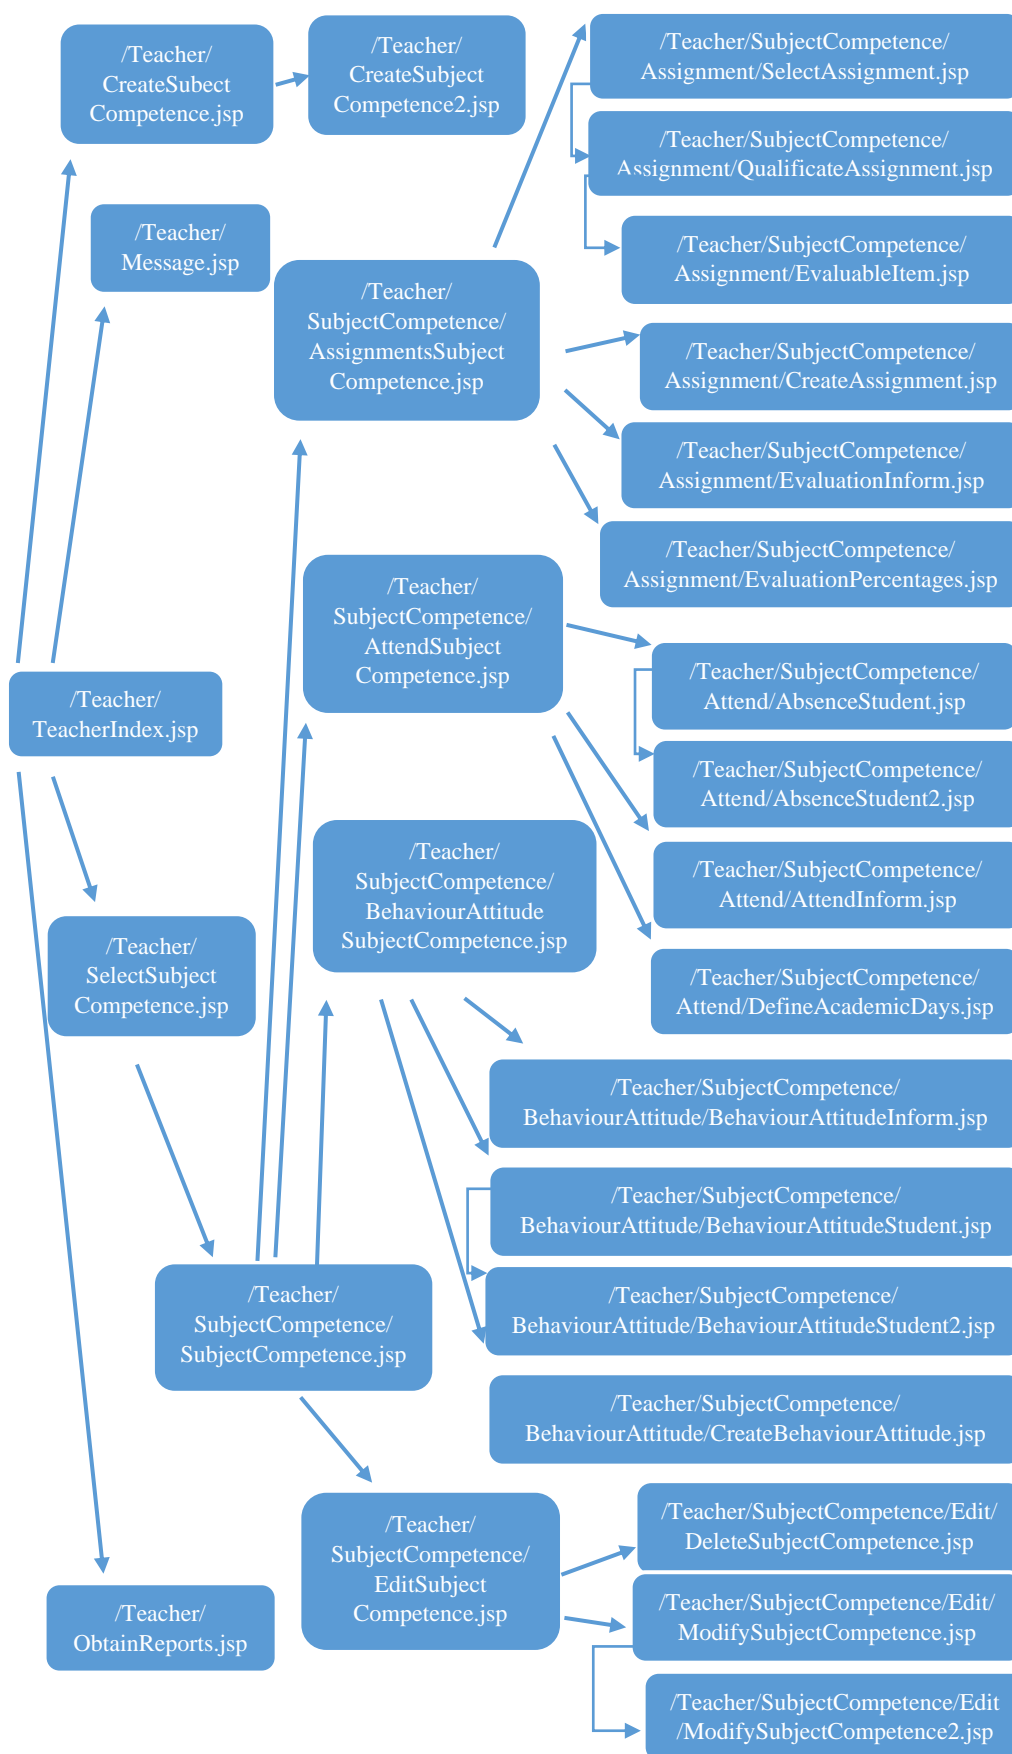 /Teacher/
CreateSubect
Competence.jsp
/Teacher/
CreateSubject
Competence2.jsp
/Teacher/SubjectCompetence/
Assignment/SelectAssignment.jsp
/Teacher/SubjectCompetence/
Assignment/QualificateAssignment.jsp
/Teacher/
Message.jsp
/Teacher/SubjectCompetence/
Assignment/EvaluableItem.jsp
/Teacher/
SubjectCompetence/
AssignmentsSubject
Competence.jsp
/Teacher/SubjectCompetence/
Assignment/CreateAssignment.jsp
/Teacher/SubjectCompetence/
Assignment/EvaluationInform.jsp
/Teacher/SubjectCompetence/
Assignment/EvaluationPercentages.jsp
/Teacher/
SubjectCompetence/
AttendSubject
Competence.jsp
/Teacher/SubjectCompetence/
Attend/AbsenceStudent.jsp
/Teacher/
TeacherIndex.jsp
/Teacher/SubjectCompetence/
Attend/AbsenceStudent2.jsp
/Teacher/
SubjectCompetence/
BehaviourAttitude
SubjectCompetence.jsp
/Teacher/SubjectCompetence/
Attend/AttendInform.jsp
/Teacher/
SelectSubject
Competence.jsp
/Teacher/SubjectCompetence/
Attend/DefineAcademicDays.jsp
/Teacher/SubjectCompetence/
BehaviourAttitude/BehaviourAttitudeInform.jsp
/Teacher/SubjectCompetence/
BehaviourAttitude/BehaviourAttitudeStudent.jsp
/Teacher/
SubjectCompetence/
SubjectCompetence.jsp
/Teacher/SubjectCompetence/
BehaviourAttitude/BehaviourAttitudeStudent2.jsp
/Teacher/SubjectCompetence/
BehaviourAttitude/CreateBehaviourAttitude.jsp
/Teacher/
SubjectCompetence/
EditSubject
Competence.jsp
/Teacher/SubjectCompetence/Edit/
DeleteSubjectCompetence.jsp
/Teacher/SubjectCompetence/Edit/
ModifySubjectCompetence.jsp
/Teacher/
ObtainReports.jsp
/Teacher/SubjectCompetence/Edit
/ModifySubjectCompetence2.jsp